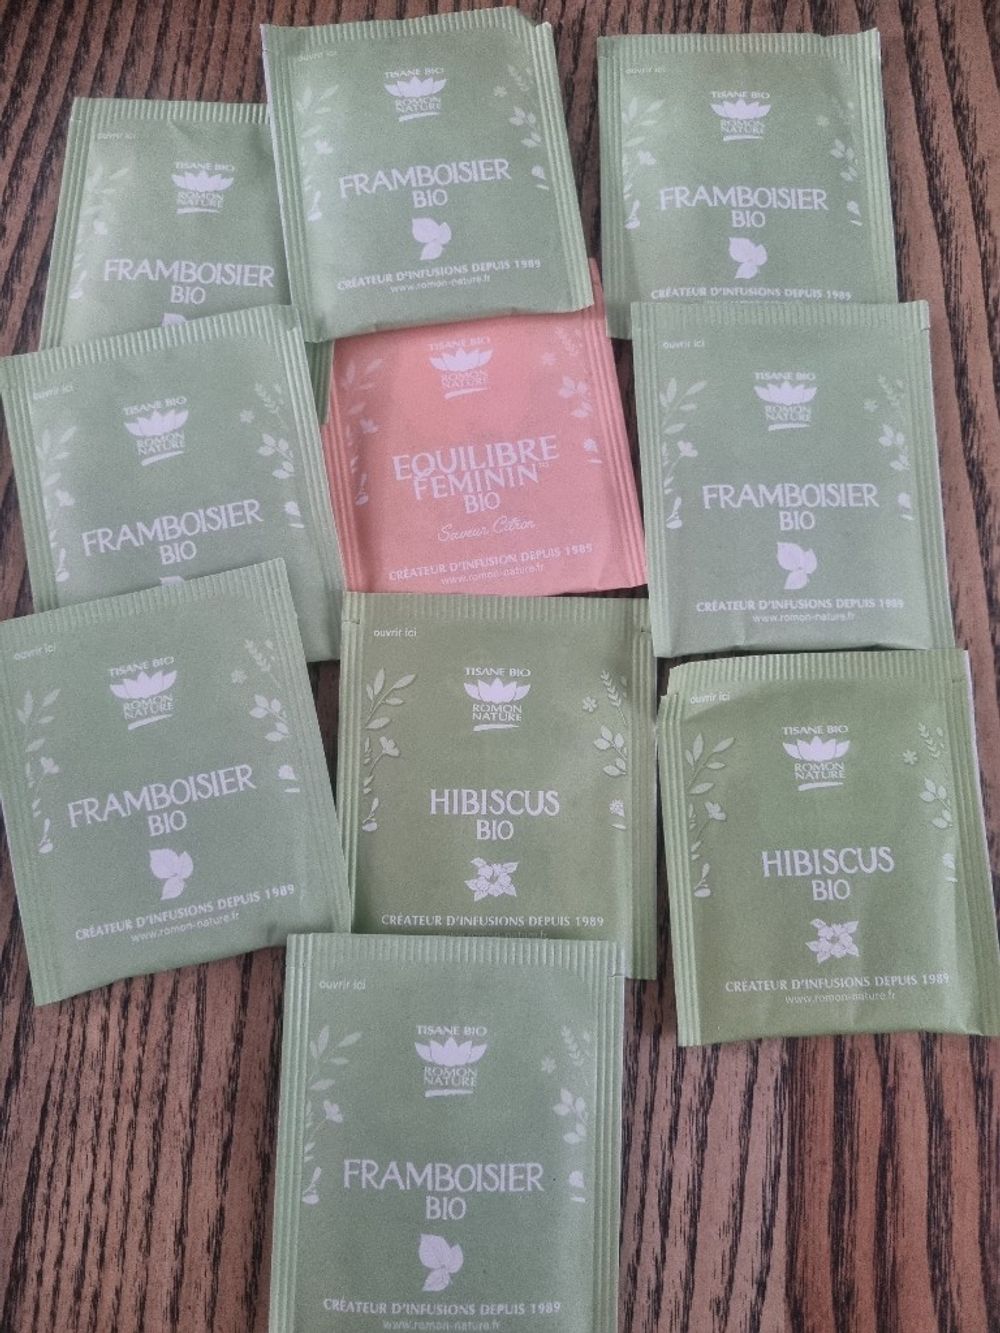 ouvrir ici
TISANE BIO
ROMON
NATURE
FRAMBOISIER
BIO
ouvrir ici
TISANE BIO
ROMON
NATURE
FRAMBOISIER
BIO
CRÉATEUR D'INFUSIONS DEPUIS 1989
www.romon-nature.fr
ouvrir ici
TISANE BIO
ROMON
NATURE
FRAMBOISIER
BIO
CRÉATEUR D'INFUSIONS DEPUIS 1989
ouvrir ici
TISANE BIO
ROMON
NATURE
FRAMBOISIER
BIO
TISANE BIO
ROMON
NATURE
EQUILIBRE
FEMININ
BIO
Saveur Citron
CRÉATEUR D'INFUSION DEPUIS 1989
www.romon-nature.fr
ouvrir ici
TISANE BIO
ROMON
NATURE
FRAMBOISIER
BIO
CRÉATEUR D'INFUSIONS DEPUIS 1989
www.romon-nature.fr
ouvrir ici
TISANE BIO
ROMON
NATURE
FRAMBOISIER
BIO
CRÉATEUR D'INFUSIONS DEPUIS 1989
www.romon-nature.fr
ouvrir ici
TISANE BIO
ROMON
NATURE
HIBISCUS
BIO
CRÉATEUR D'INFUSIONS DEPUIS 1989
www.romon-nature.fr
ouvrir ici
TISANE BIO
ROMON
NATURE
HIBISCUS
BIO
CRÉATEUR D'INFUSIONS DEPUIS 1989
www.romon-nature.fr
ouvrir ici
TISANE BIO
ROMON
NATURE
FRAMBOISIER
BIO
CRÉATEUR D'INFUSIONS DEPUIS 1989
www.romon-nature.fr